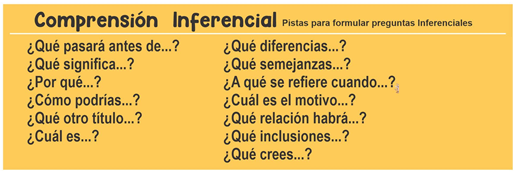 Comprensión Inferencial Pistas para formular preguntas Inferenciales
¿Qué pasará antes de...?
¿Qué significa...?
¿Por qué...?
¿Cómo podrías...?
¿Qué otro título...?
¿Cuál es...?
¿Qué diferencias...?
¿Qué semejanzas...?
¿A qué se refiere cuando...?
¿Cuál es el motivo...?
¿Qué relación habrá...?
¿Qué inclusiones...?
¿Qué crees...?